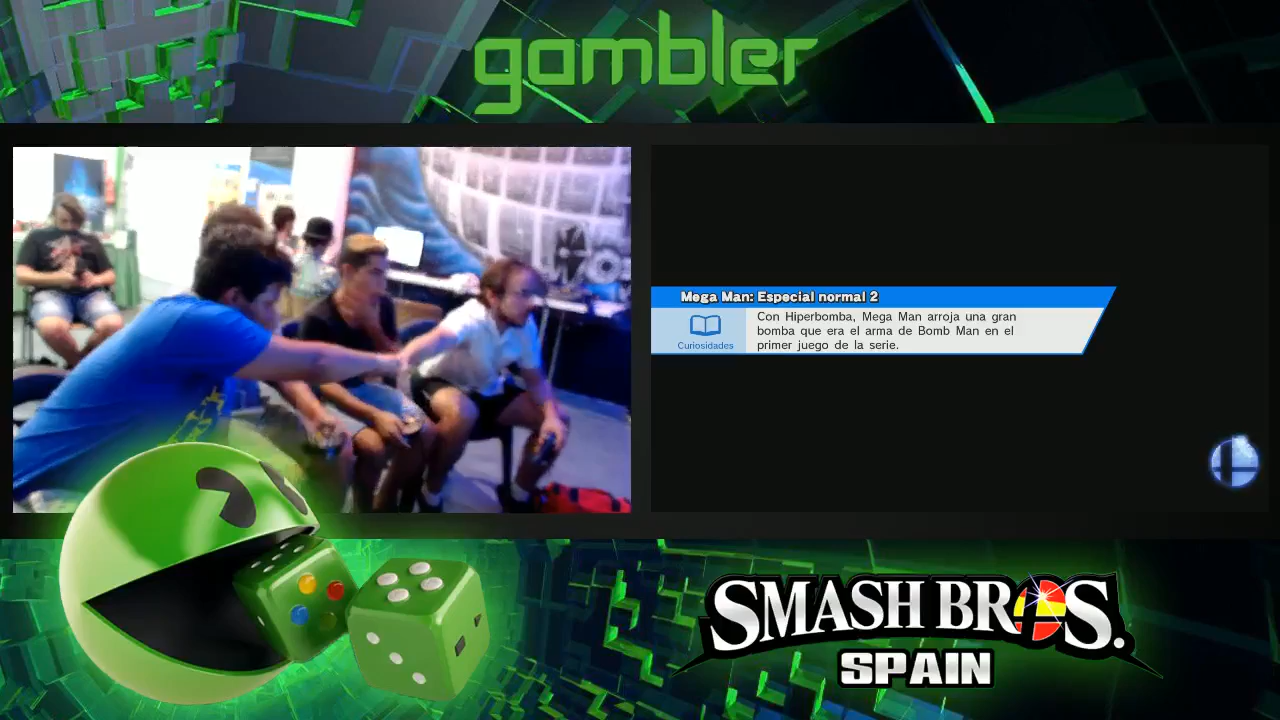 gambler
Mega Man: Especial normal 2
Con Hiperbomba, Mega Man arroja una gran
bomba que era el arma de Bomb Man en el
primer juego de la serie.
Curiosidades
SMASH BROS.
SPAIN